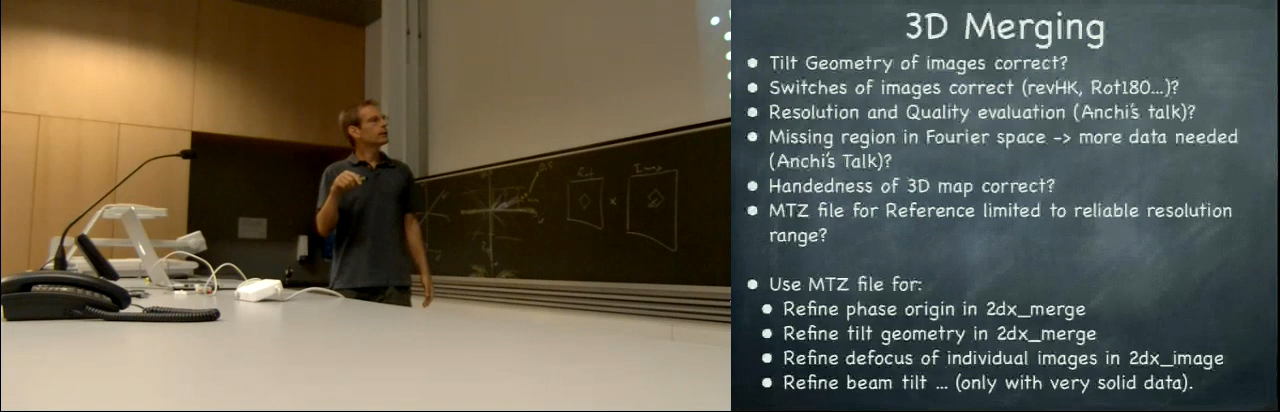 3D Merging
Tilt Geometry of images correct?
Switches of images correct (revHK, Rot180...)?
Resolution and Quality evaluation (Anchi's talk)?
Missing region in Fourier space -> more data needed
(Anchi's Talk)?
Handedness of 3D map correct?
MTZ file for Reference limited to reliable resolution
range?
Use MTZ file for:
Refine phase origin in 2dx_merge
Refine tilt geometry in 2dx_merge
Refine defocus of individual images in 2dx_image
Refine beam tilt ... (only with very solid data).